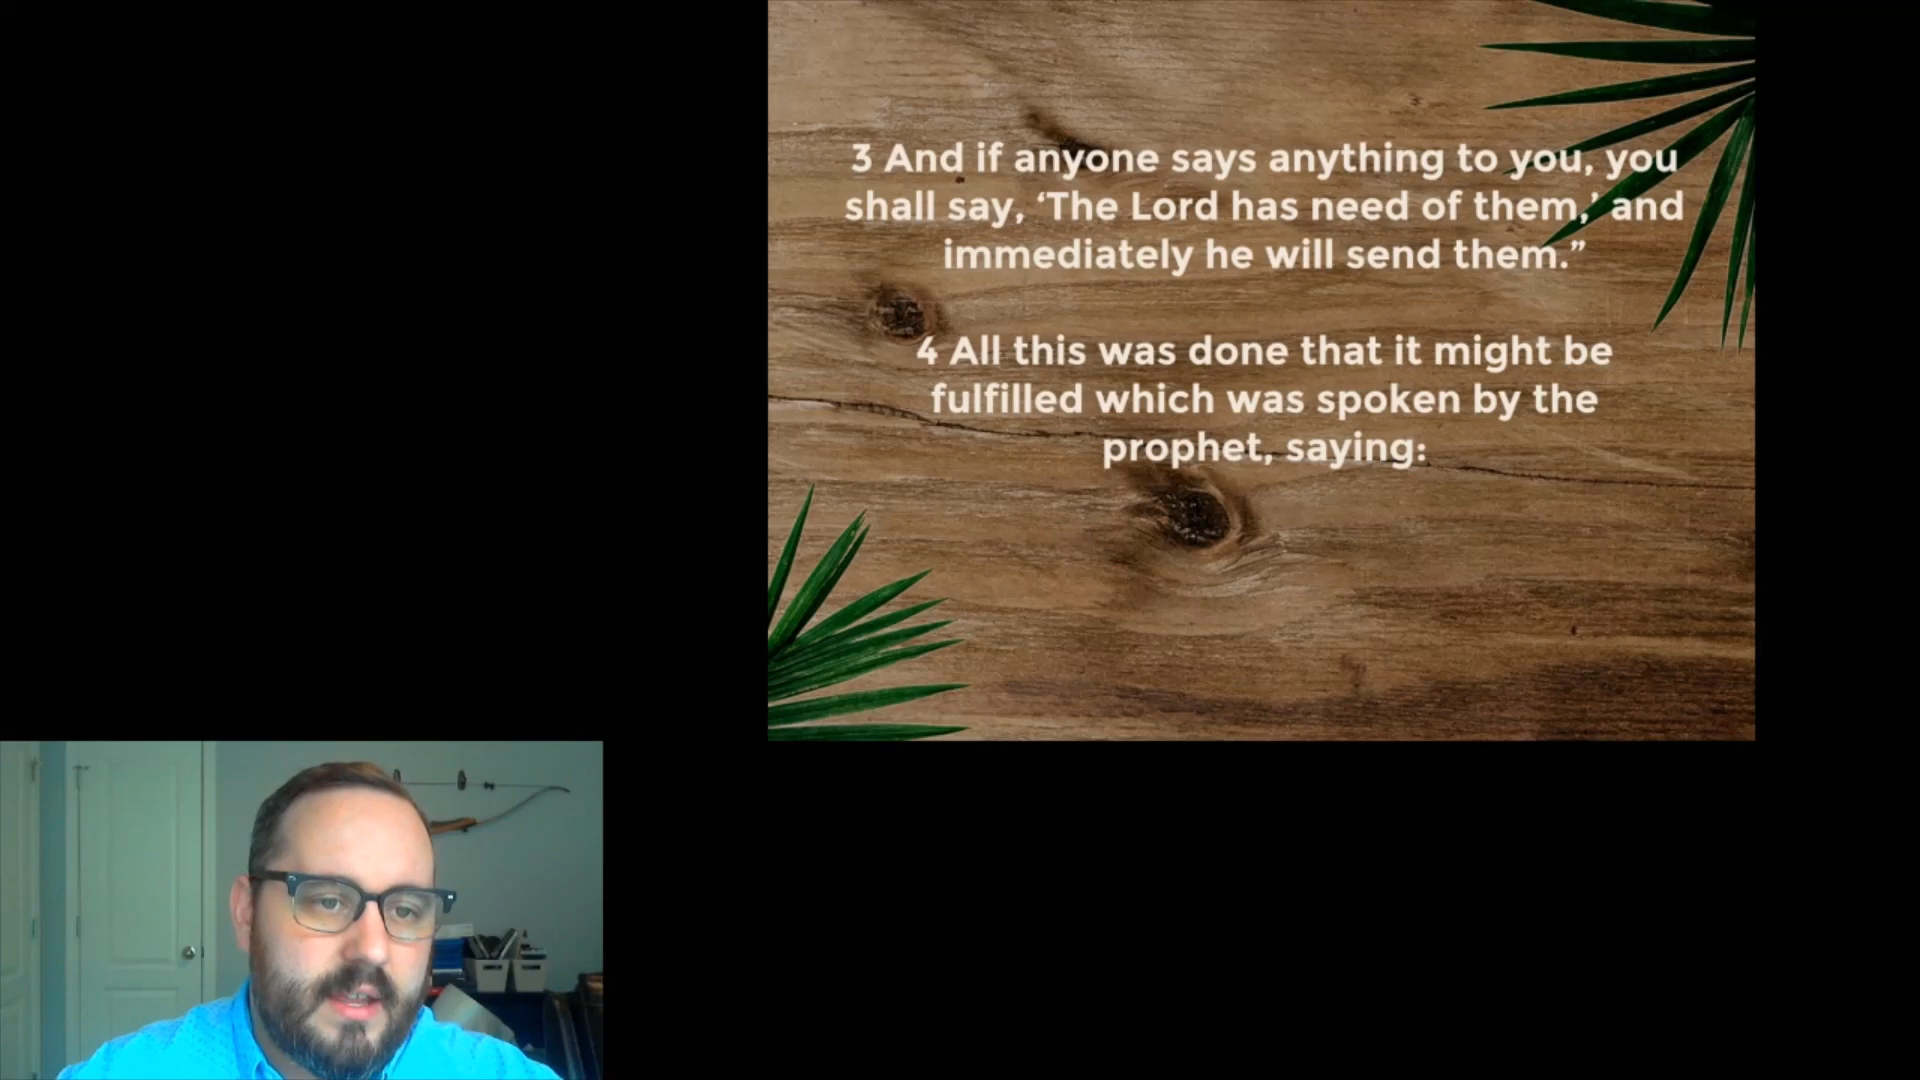 3 And if anyone says anything to you, you
shall say, ‘The Lord has need of them,’ and
immediately he will send them.”
4 All this was done that it might be
fulfilled which was spoken by the
prophet, saying: